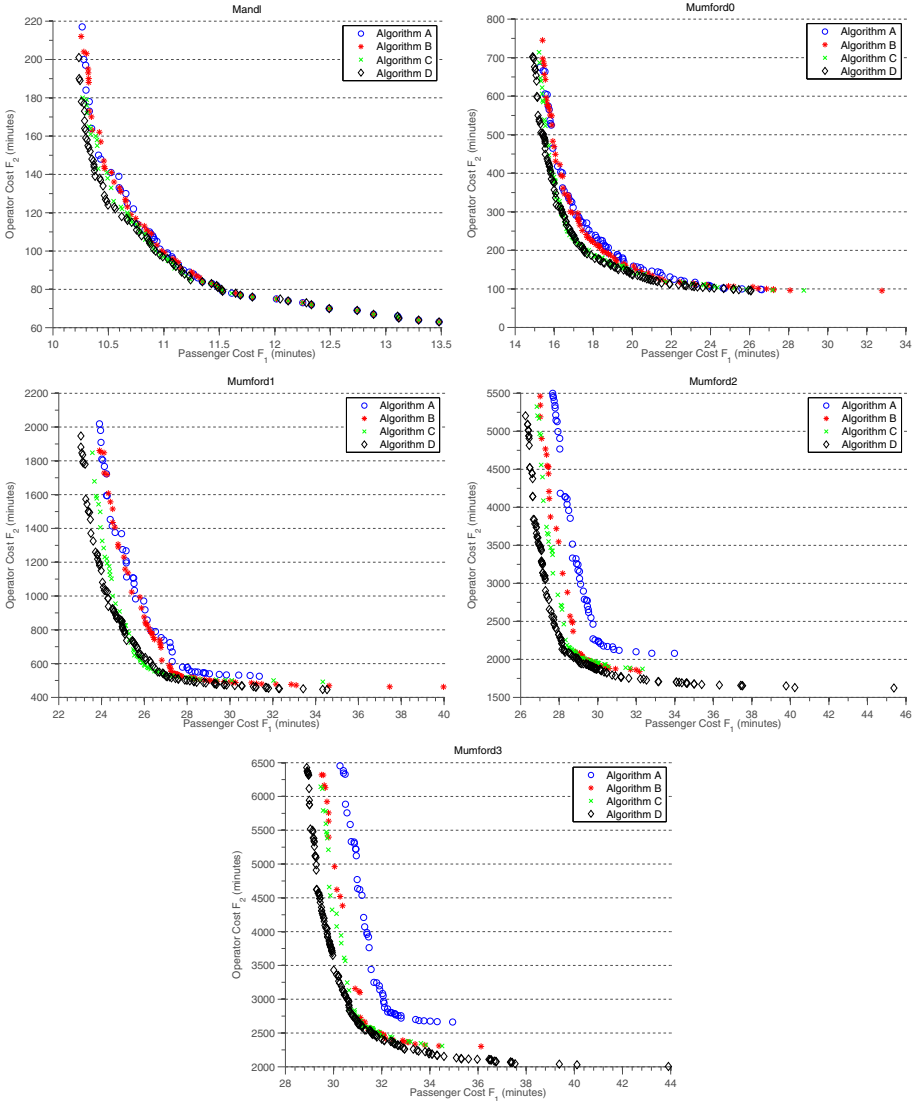 Mandl
220
200
180
160
140
120
100
80
60
Operator Cost F2 (minutes)
10
10.5
11
11.5
12
12.5
13
13.5
Passenger Cost F1 (minutes)
Algorithm A
Algorithm B
Algorithm C
Algorithm D
Mumford0
800
700
600
500
400
300
200
100
0
Operator Cost F2 (minutes)
14
16
18
20
22
24
26
28
30
32
34
Passenger Cost F1 (minutes)
Algorithm A
Algorithm B
Algorithm C
Algorithm D
Mumford1
2200
2000
1800
1600
1400
1200
1000
800
600
400
Operator Cost F2 (minutes)
22
24
26
28
30
32
34
36
38
40
Passenger Cost F1 (minutes)
Algorithm A
Algorithm B
Algorithm C
Algorithm D
Mumford2
5500
5000
4500
4000
3500
3000
2500
2000
1500
Operator Cost F2 (minutes)
26
28
30
32
34
36
38
40
42
44
46
Passenger Cost F1 (minutes)
Algorithm A
Algorithm B
Algorithm C
Algorithm D
Mumford3
6500
6000
5500
5000
4500
4000
3500
3000
2500
2000
Operator Cost F2 (minutes)
28
30
32
34
36
38
40
42
44
Passenger Cost F1 (minutes)
Algorithm A
Algorithm B
Algorithm C
Algorithm D